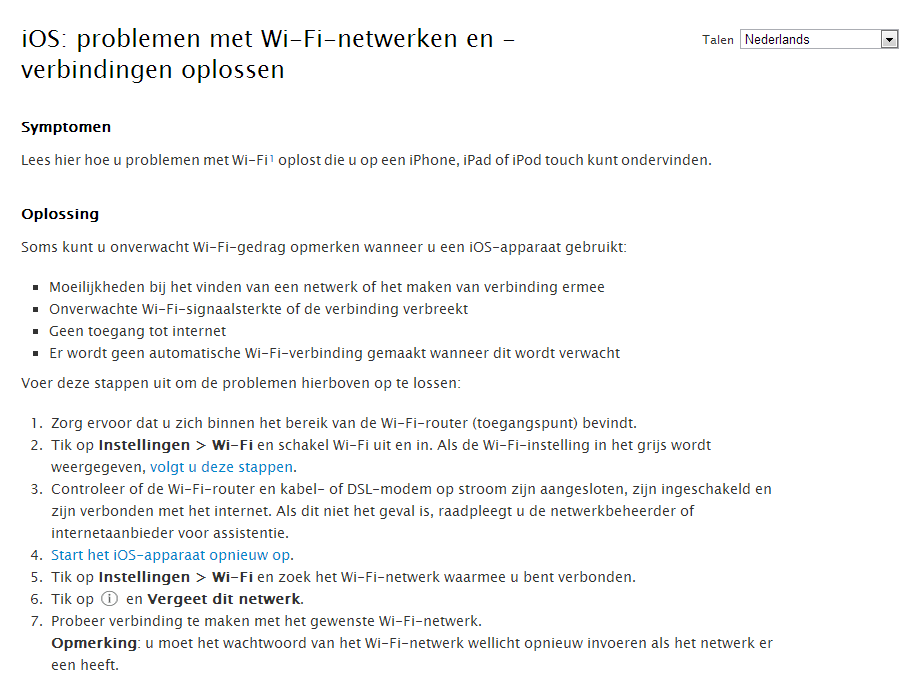 iOS: problemen met Wi-Fi-netwerken en -
verbindingen oplossen
Talen Nederlands
Symptomen
Lees hier hoe u problemen met Wi-Fi¹ oplost die u op een iPhone, iPad of iPod touch kunt ondervinden.
Oplossing
Soms kunt u onverwacht Wi-Fi-gedrag opmerken wanneer u een iOS-apparaat gebruikt:
▪ Moeilijkheden bij het vinden van een netwerk of het maken van verbinding ermee
▪ Onverwachte Wi-Fi-signaalsterkte of de verbinding verbreekt
▪ Geen toegang tot internet
▪ Er wordt geen automatische Wi-Fi-verbinding gemaakt wanneer dit wordt verwacht
Voer deze stappen uit om de problemen hierboven op te lossen:
1. Zorg ervoor dat u zich binnen het bereik van de Wi-Fi-router (toegangspunt) bevindt.
2. Tik op Instellingen > Wi-Fi en schakel Wi-Fi uit en in. Als de Wi-Fi-instelling in het grijs wordt
weergegeven, volgt u deze stappen.
3. Controleer of de Wi-Fi-router en kabel- of DSL-modem op stroom zijn aangesloten, zijn ingeschakeld en
zijn verbonden met het internet. Als dit niet het geval is, raadpleegt u de netwerkbeheerder of
internetaanbieder voor assistentie.
4. Start het iOS-apparaat opnieuw op.
5. Tik op Instellingen > Wi-Fi en zoek het Wi-Fi-netwerk waarmee u bent verbonden.
6. Tik op ⓘ en Vergeet dit netwerk.
7. Probeer verbinding te maken met het gewenste Wi-Fi-netwerk.
Opmerking: u moet het wachtwoord van het Wi-Fi-netwerk wellicht opnieuw invoeren als het netwerk er
een heeft.